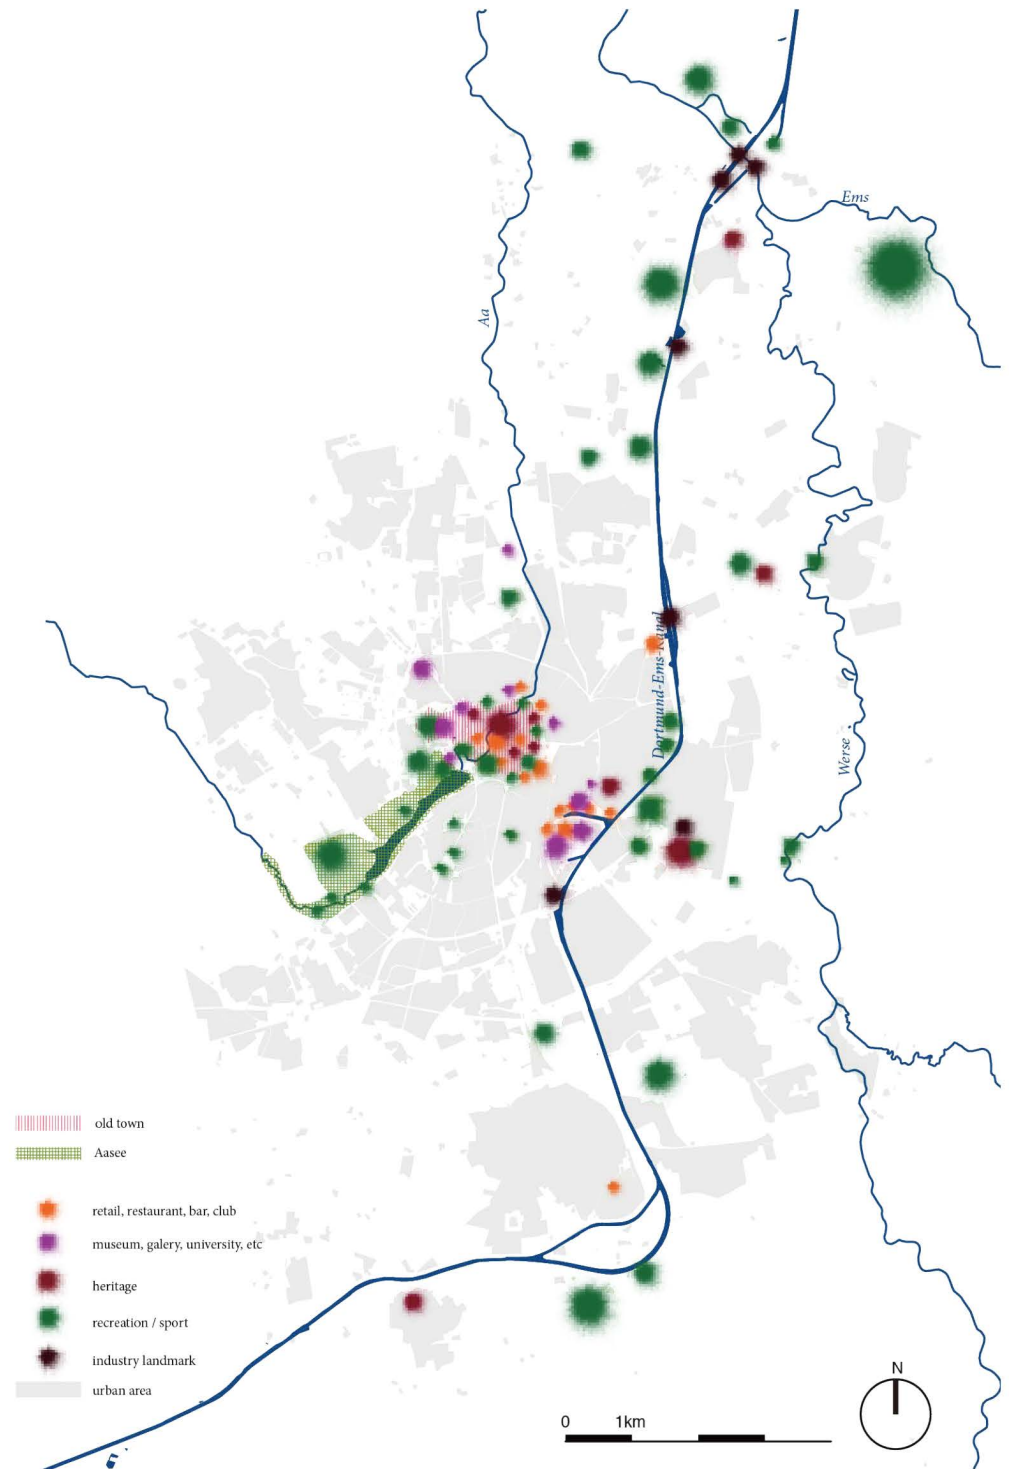 Ems
Aa
Dortmund-Ems-Kanal
Werse
old town
Aasee
retail, restaurant, bar, club
museum, galery, university, etc
heritage
recreation / sport
industry landmark
urban area
N
0 1km